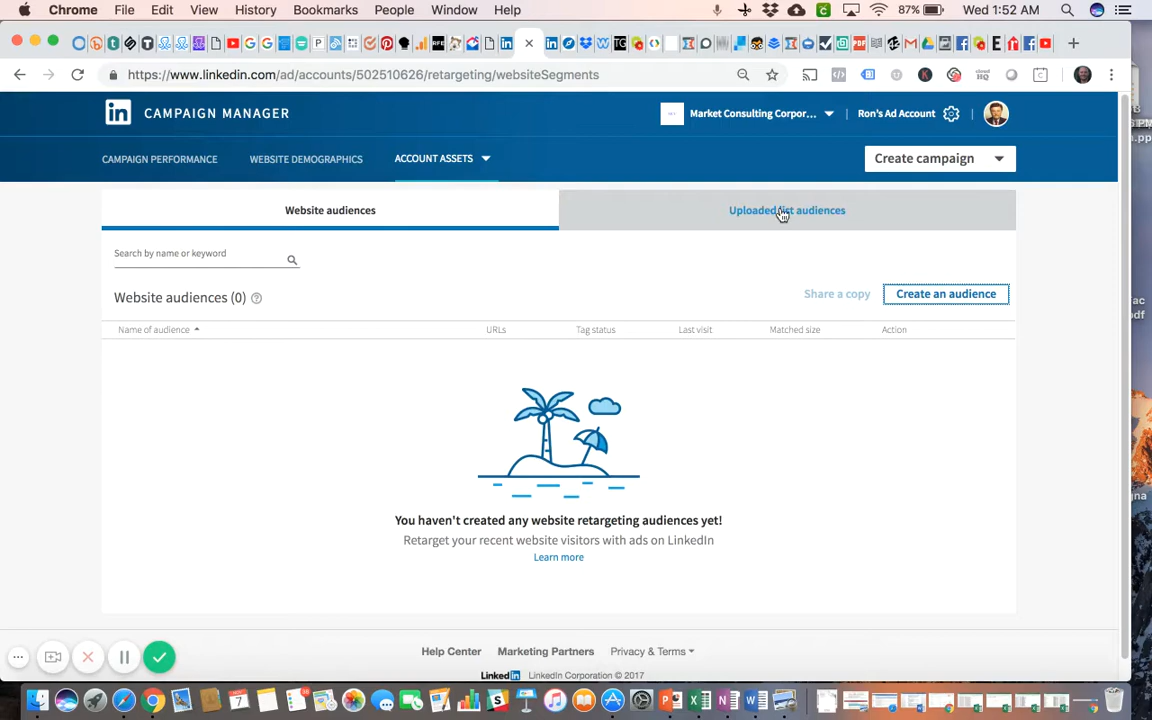 Chrome File Edit View History Bookmarks People Window Help 87% Wed 1:52 AM
https://www.linkedin.com/ad/accounts/502510626/retargeting/websiteSegments
in CAMPAIGN MANAGER Market Consulting Corpor... Ron's Ad Account
CAMPAIGN PERFORMANCE WEBSITE DEMOGRAPHICS ACCOUNT ASSETS Create campaign
Website audiences Uploaded list audiences
Search by name or keyword
Website audiences (0) Share a copy Create an audience
Name of audience URLs Tag status Last visit Matched size Action
You haven't created any website retargeting audiences yet!
Retarget your recent website visitors with ads on LinkedIn
Learn more
Help Center Marketing Partners Privacy & Terms
LinkedIn LinkedIn Corporation © 2017